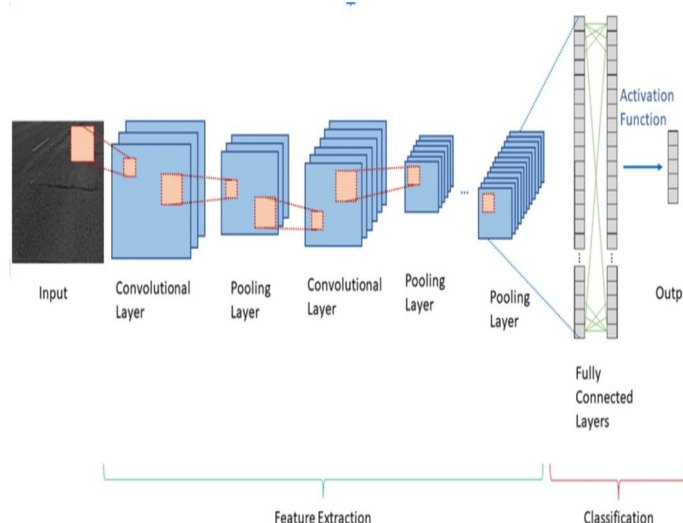 Activation
Function
Input
Convolutional
Layer
Pooling
Layer
Convolutional
Layer
Pooling
Layer
...
Pooling
Layer
Outp
Fully
Connected
Layers
Feature Extraction
Classification